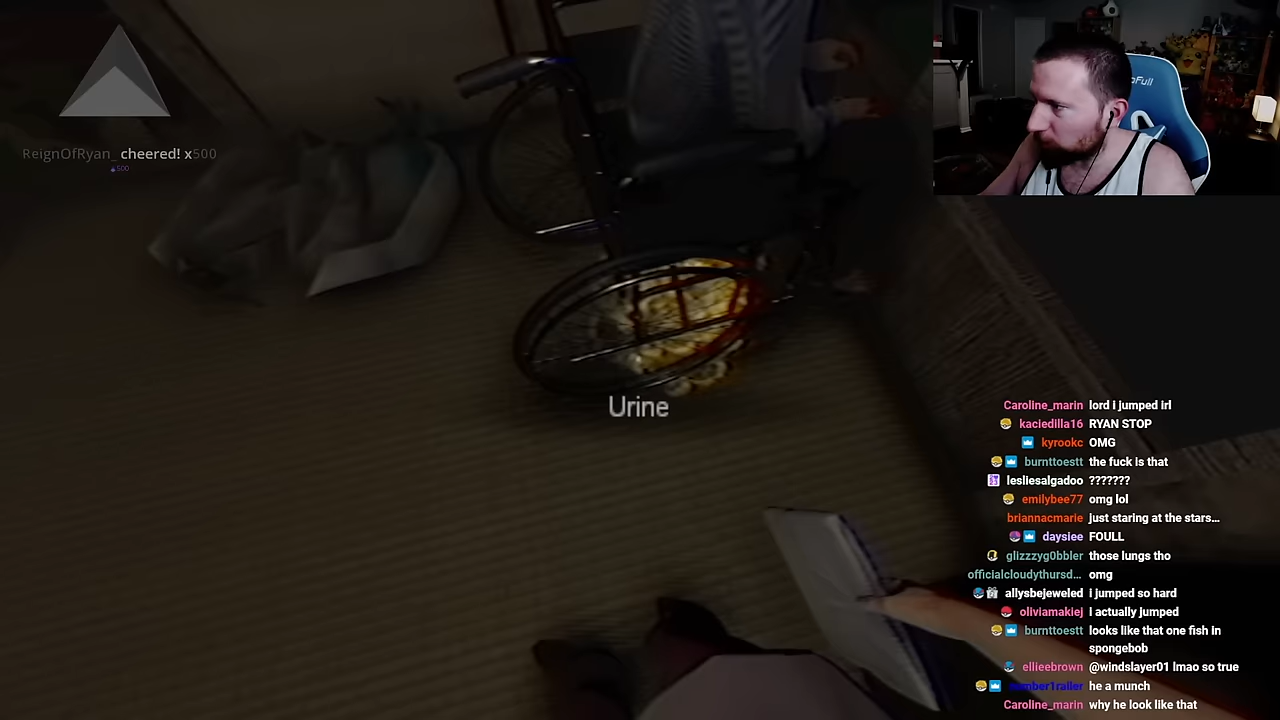 ReignOfRyan_ cheered! x500
500
Urine
Caroline_marin lord i jumped irl
kaciedilla16 RYAN STOP
kyrookc OMG
burnttoestt the fuck is that
lesliesalgadoo ???????
emilybee77 omg lol
briannacmarie just staring at the stars...
daysiee FOULL
glizzzyg0bbler those lungs tho
officialcloudythursd... omg
allysbejeweled i jumped so hard
oliviamakiej I actually jumped
burnttoestt looks like that one fish in
spongebob
ellieebrown @windslayer01 lmao so true
number1railer he a munch
Caroline_marin why he look like that